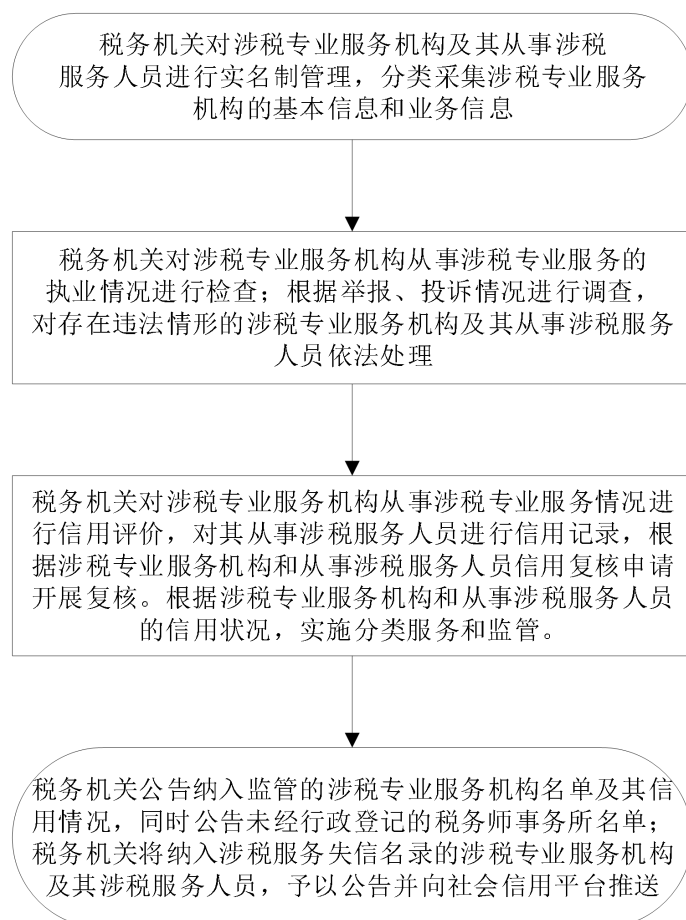 税务机关对涉税专业服务机构及其从事涉税
服务人员进行实名制管理，分类采集涉税专业服务
机构的基本信息和业务信息
税务机关对涉税专业服务机构从事涉税专业服务的
执业情况进行检查；根据举报、投诉情况进行调查，
对存在违法情形的涉税专业服务机构及其从事涉税服务
人员依法处理
税务机关对涉税专业服务机构从事涉税专业服务情况进
行信用评价，对其从事涉税服务人员进行信用记录，根
据涉税专业服务机构和从事涉税服务人员信用复核申请
开展复核。根据涉税专业服务机构和从事涉税服务人员
的信用状况，实施分类服务和监管。
税务机关公告纳入监管的涉税专业服务机构名单及其信
用情况，同时公告未经行政登记的税务师事务所名单；
税务机关将纳入涉税服务失信名录的涉税专业服务机构
及其涉税服务人员，予以公告并向社会信用平台推送